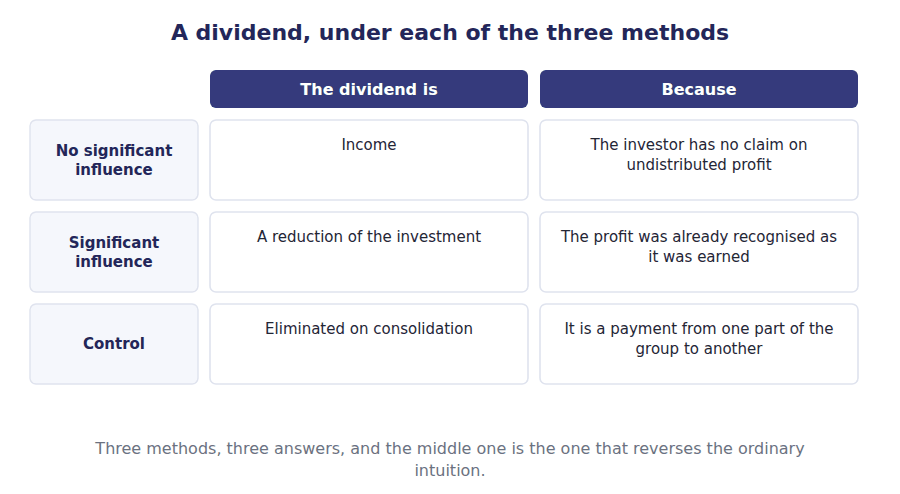 A dividend, under each of the three methods
The dividend is
Because
No significant
influence
Income
The investor has no claim on
undistributed profit
Significant
influence
A reduction of the investment
The profit was already recognised as
it was earned
Control
Eliminated on consolidation
It is a payment from one part of the
group to another
Three methods, three answers, and the middle one is the one that reverses the ordinary
intuition.